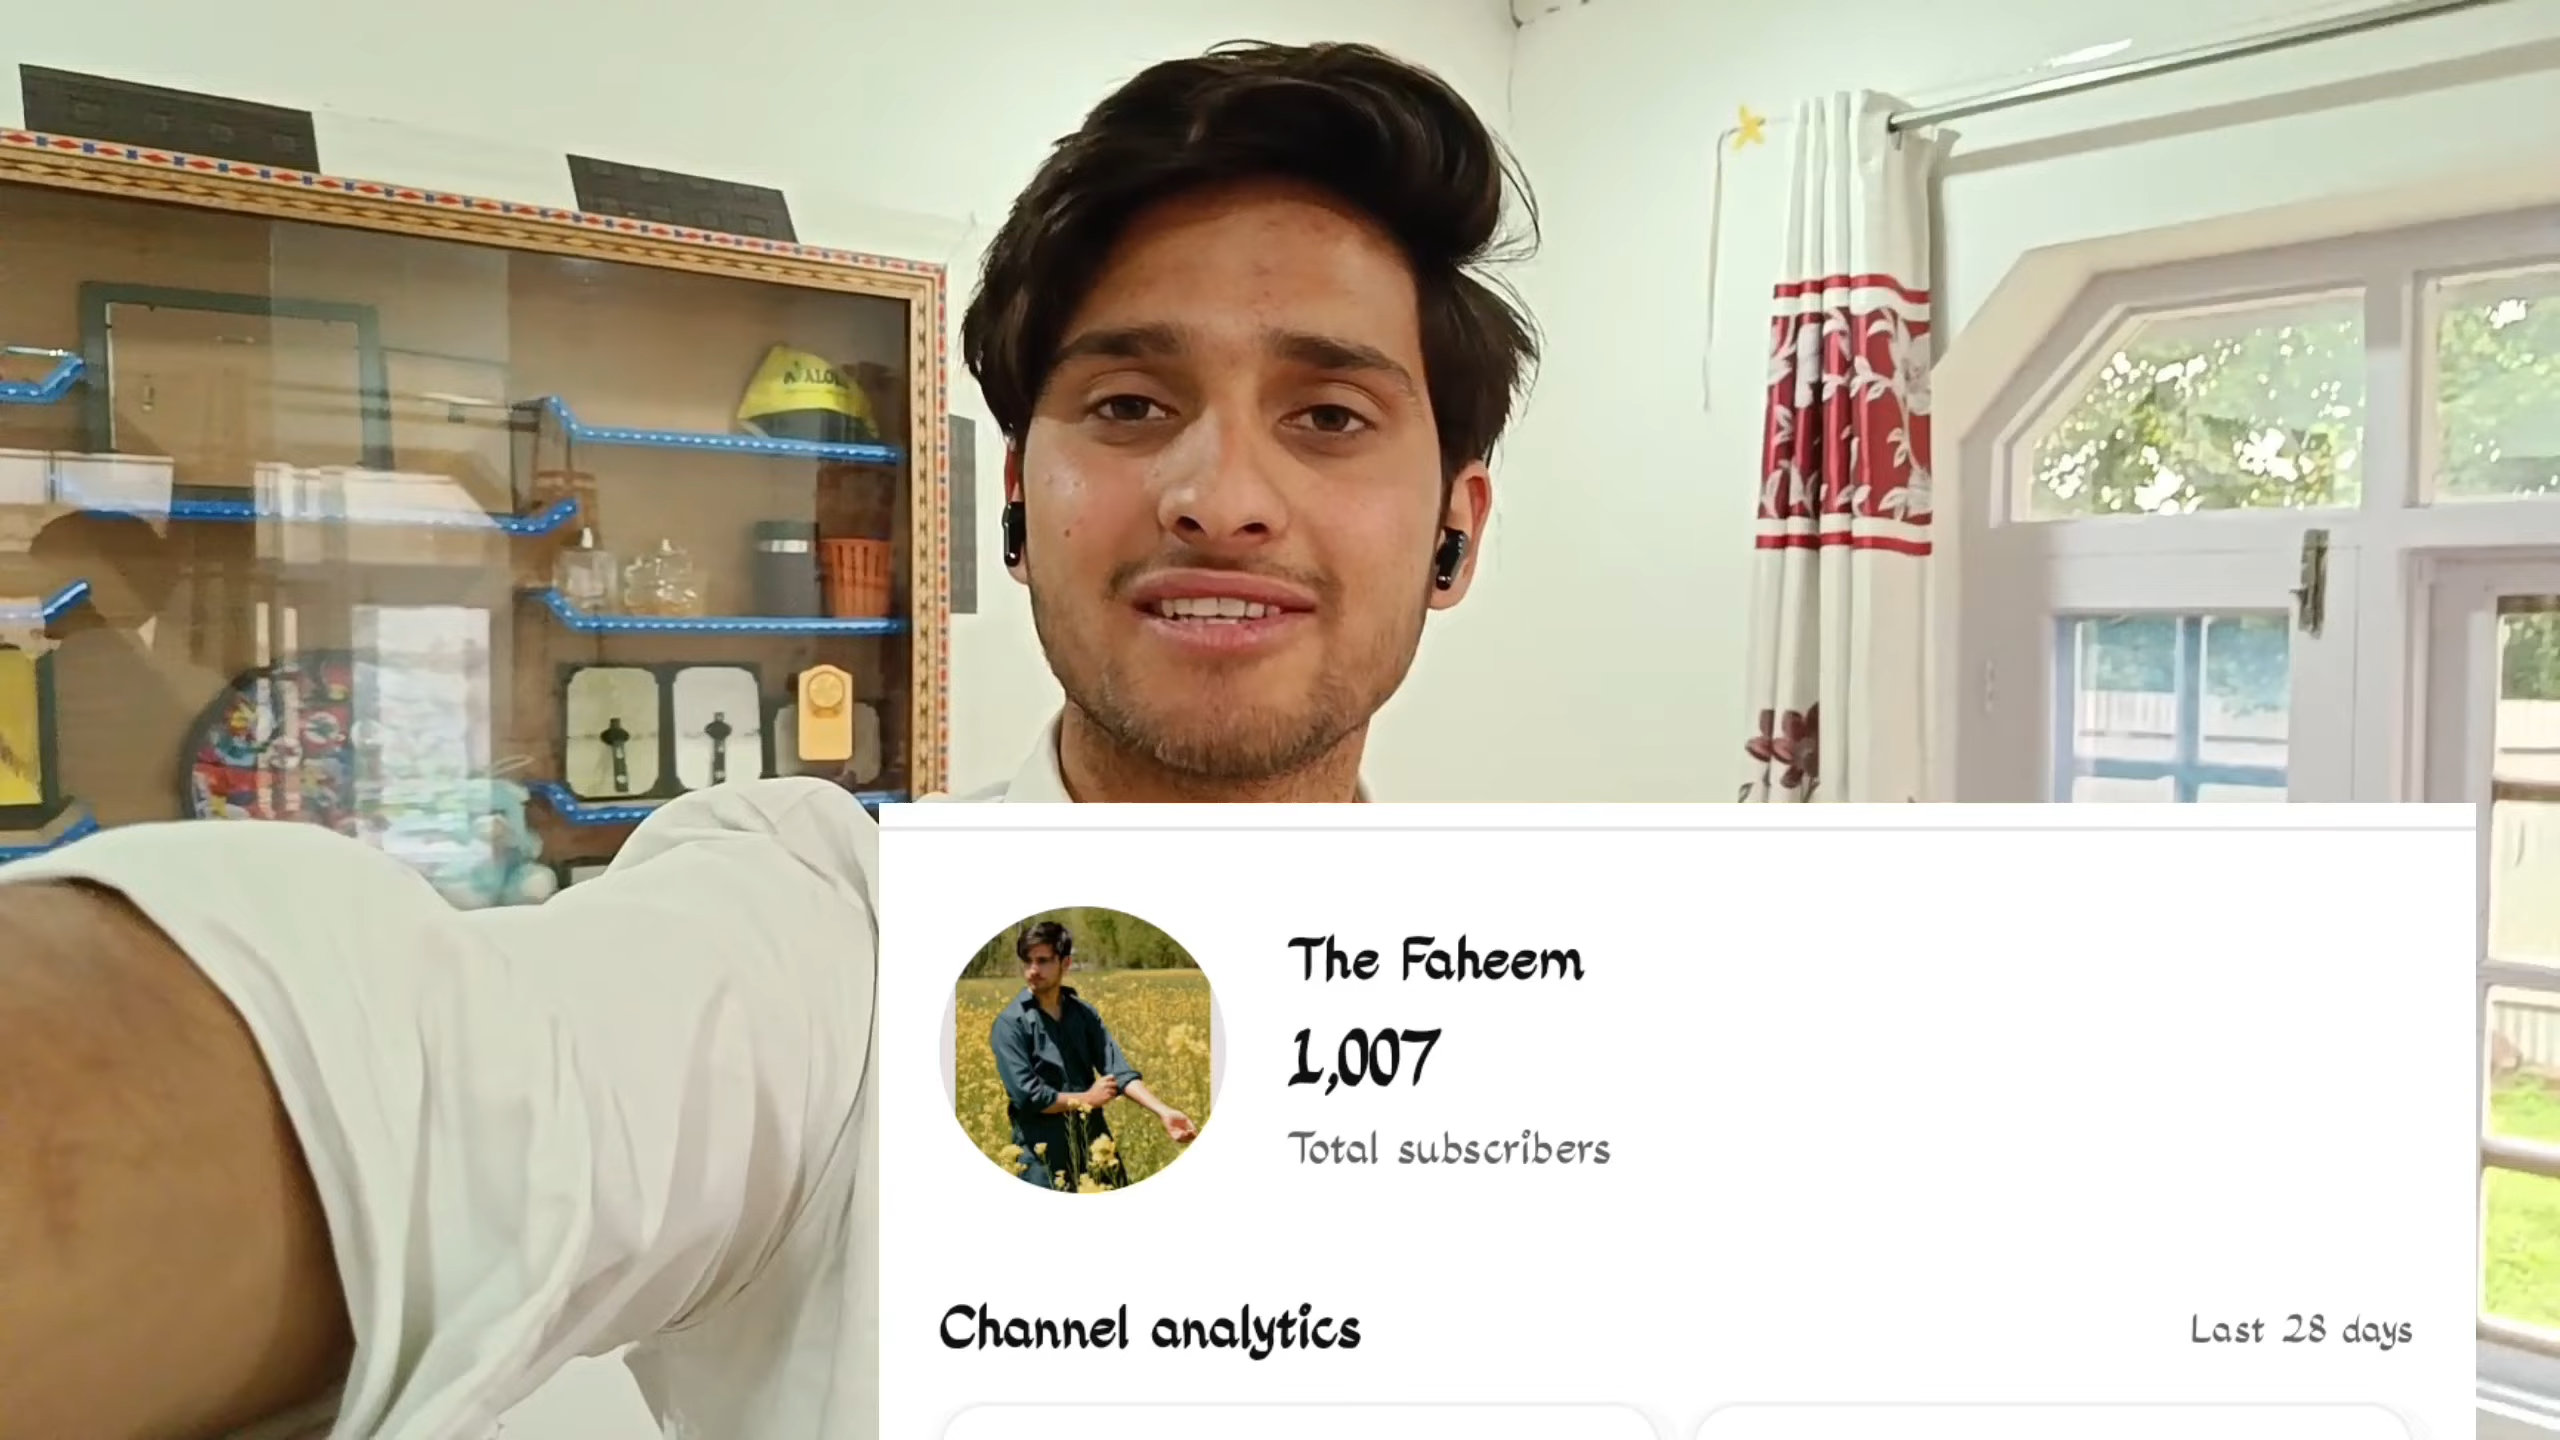 The Faheem
1,007
Total subscribers
Channel analytics
Last 28 days